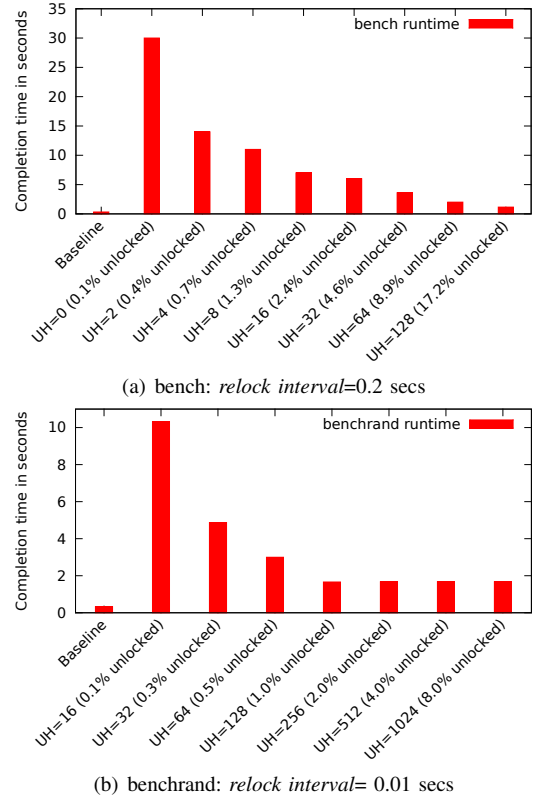 35
bench runtime
30
25
20
15
10
5
0
Completion time in seconds
Baseline
UH=0 (0.1% unlocked)
UH=2 (0.4% unlocked)
UH=4 (0.7% unlocked)
UH=8 (1.3% unlocked)
UH=16 (2.4% unlocked)
UH=32 (4.6% unlocked)
UH=64 (8.9% unlocked)
UH=128 (17.2% unlocked)
(a) bench: relock interval=0.2 secs
benchrand runtime
10
8
6
4
2
0
Completion time in seconds
Baseline
UH=16 (0.1% unlocked)
UH=32 (0.3% unlocked)
UH=64 (0.5% unlocked)
UH=128 (1.0% unlocked)
UH=256 (2.0% unlocked)
UH=512 (4.0% unlocked)
UH=1024 (8.0% unlocked)
(b) benchrand: relock interval= 0.01 secs